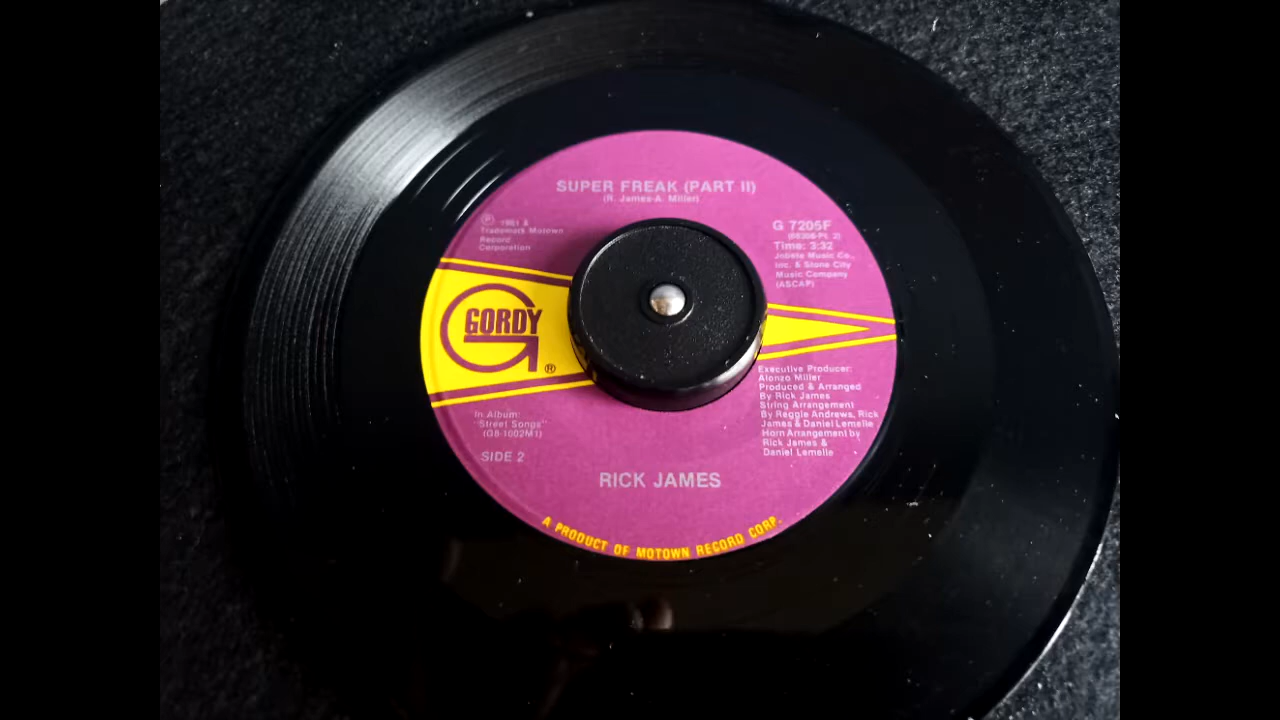 SUPER FREAK (PART II)
(R. James-A. Miller)
Ⓟ 1981 &
Trademark Motown
Record
Corporation
G 7205F
Time: 3:32
Jobete Music Co.,
Inc. & Stone City
Music Company
(ASCAP)
GORDY
®
Executive Producer:
Alonzo Miller
Produced & Arranged
By Rick James
String Arrangement
By Reggie Andrews, Rick
James & Daniel Lemelle
Horn Arrangement by
Rick James &
Daniel Lemelle
In Album:
"Street Songs"
(G8-1002M1)
SIDE 2
RICK JAMES
A PRODUCT OF MOTOWN RECORD CORP.